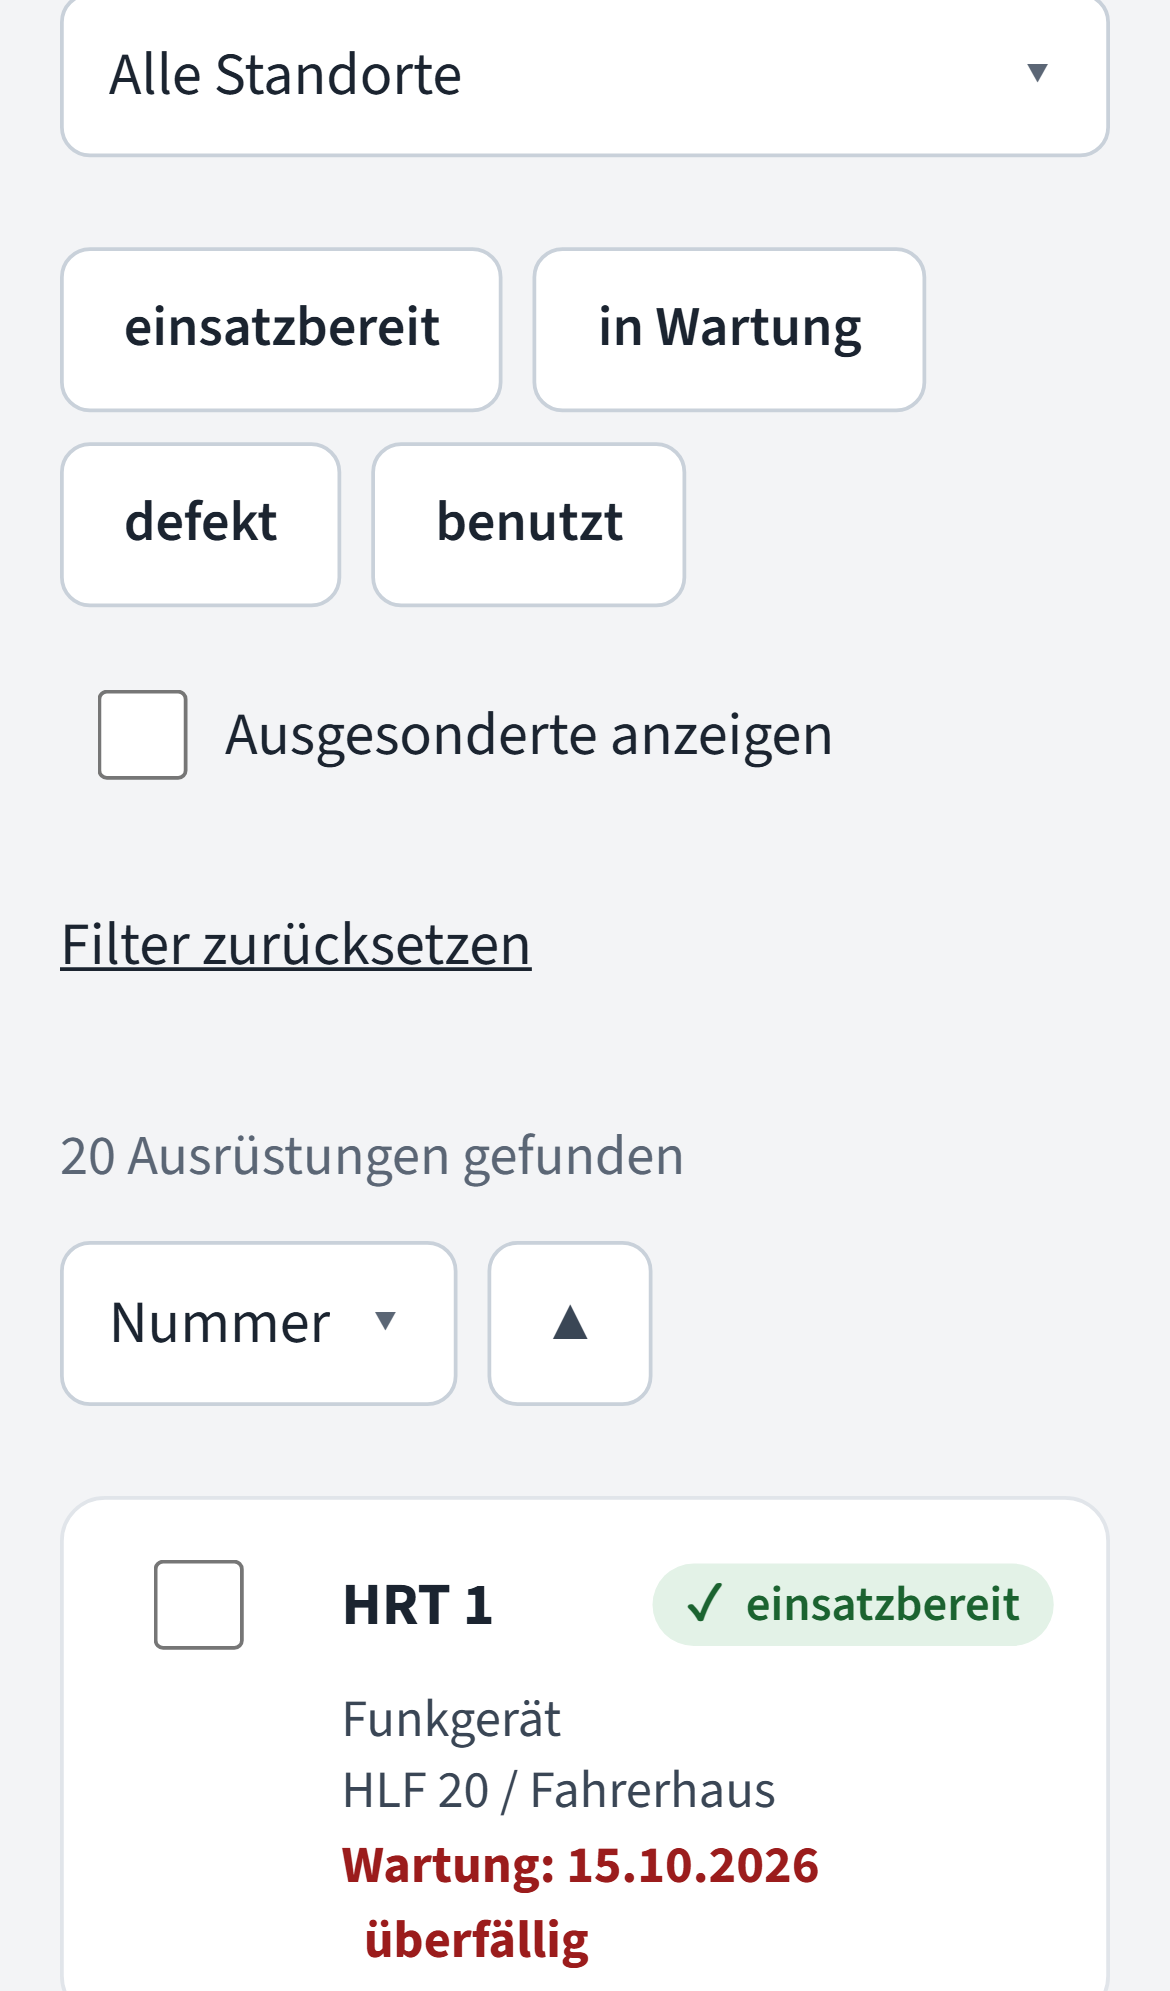 Alle Standorte
einsatzbereit
in Wartung
defekt
benutzt
Ausgesonderte anzeigen
Filter zurücksetzen
20 Ausrüstungen gefunden
Nummer
HRT 1
✓ einsatzbereit
Funkgerät
HLF 20 / Fahrerhaus
Wartung: 15.10.2026
überfällig